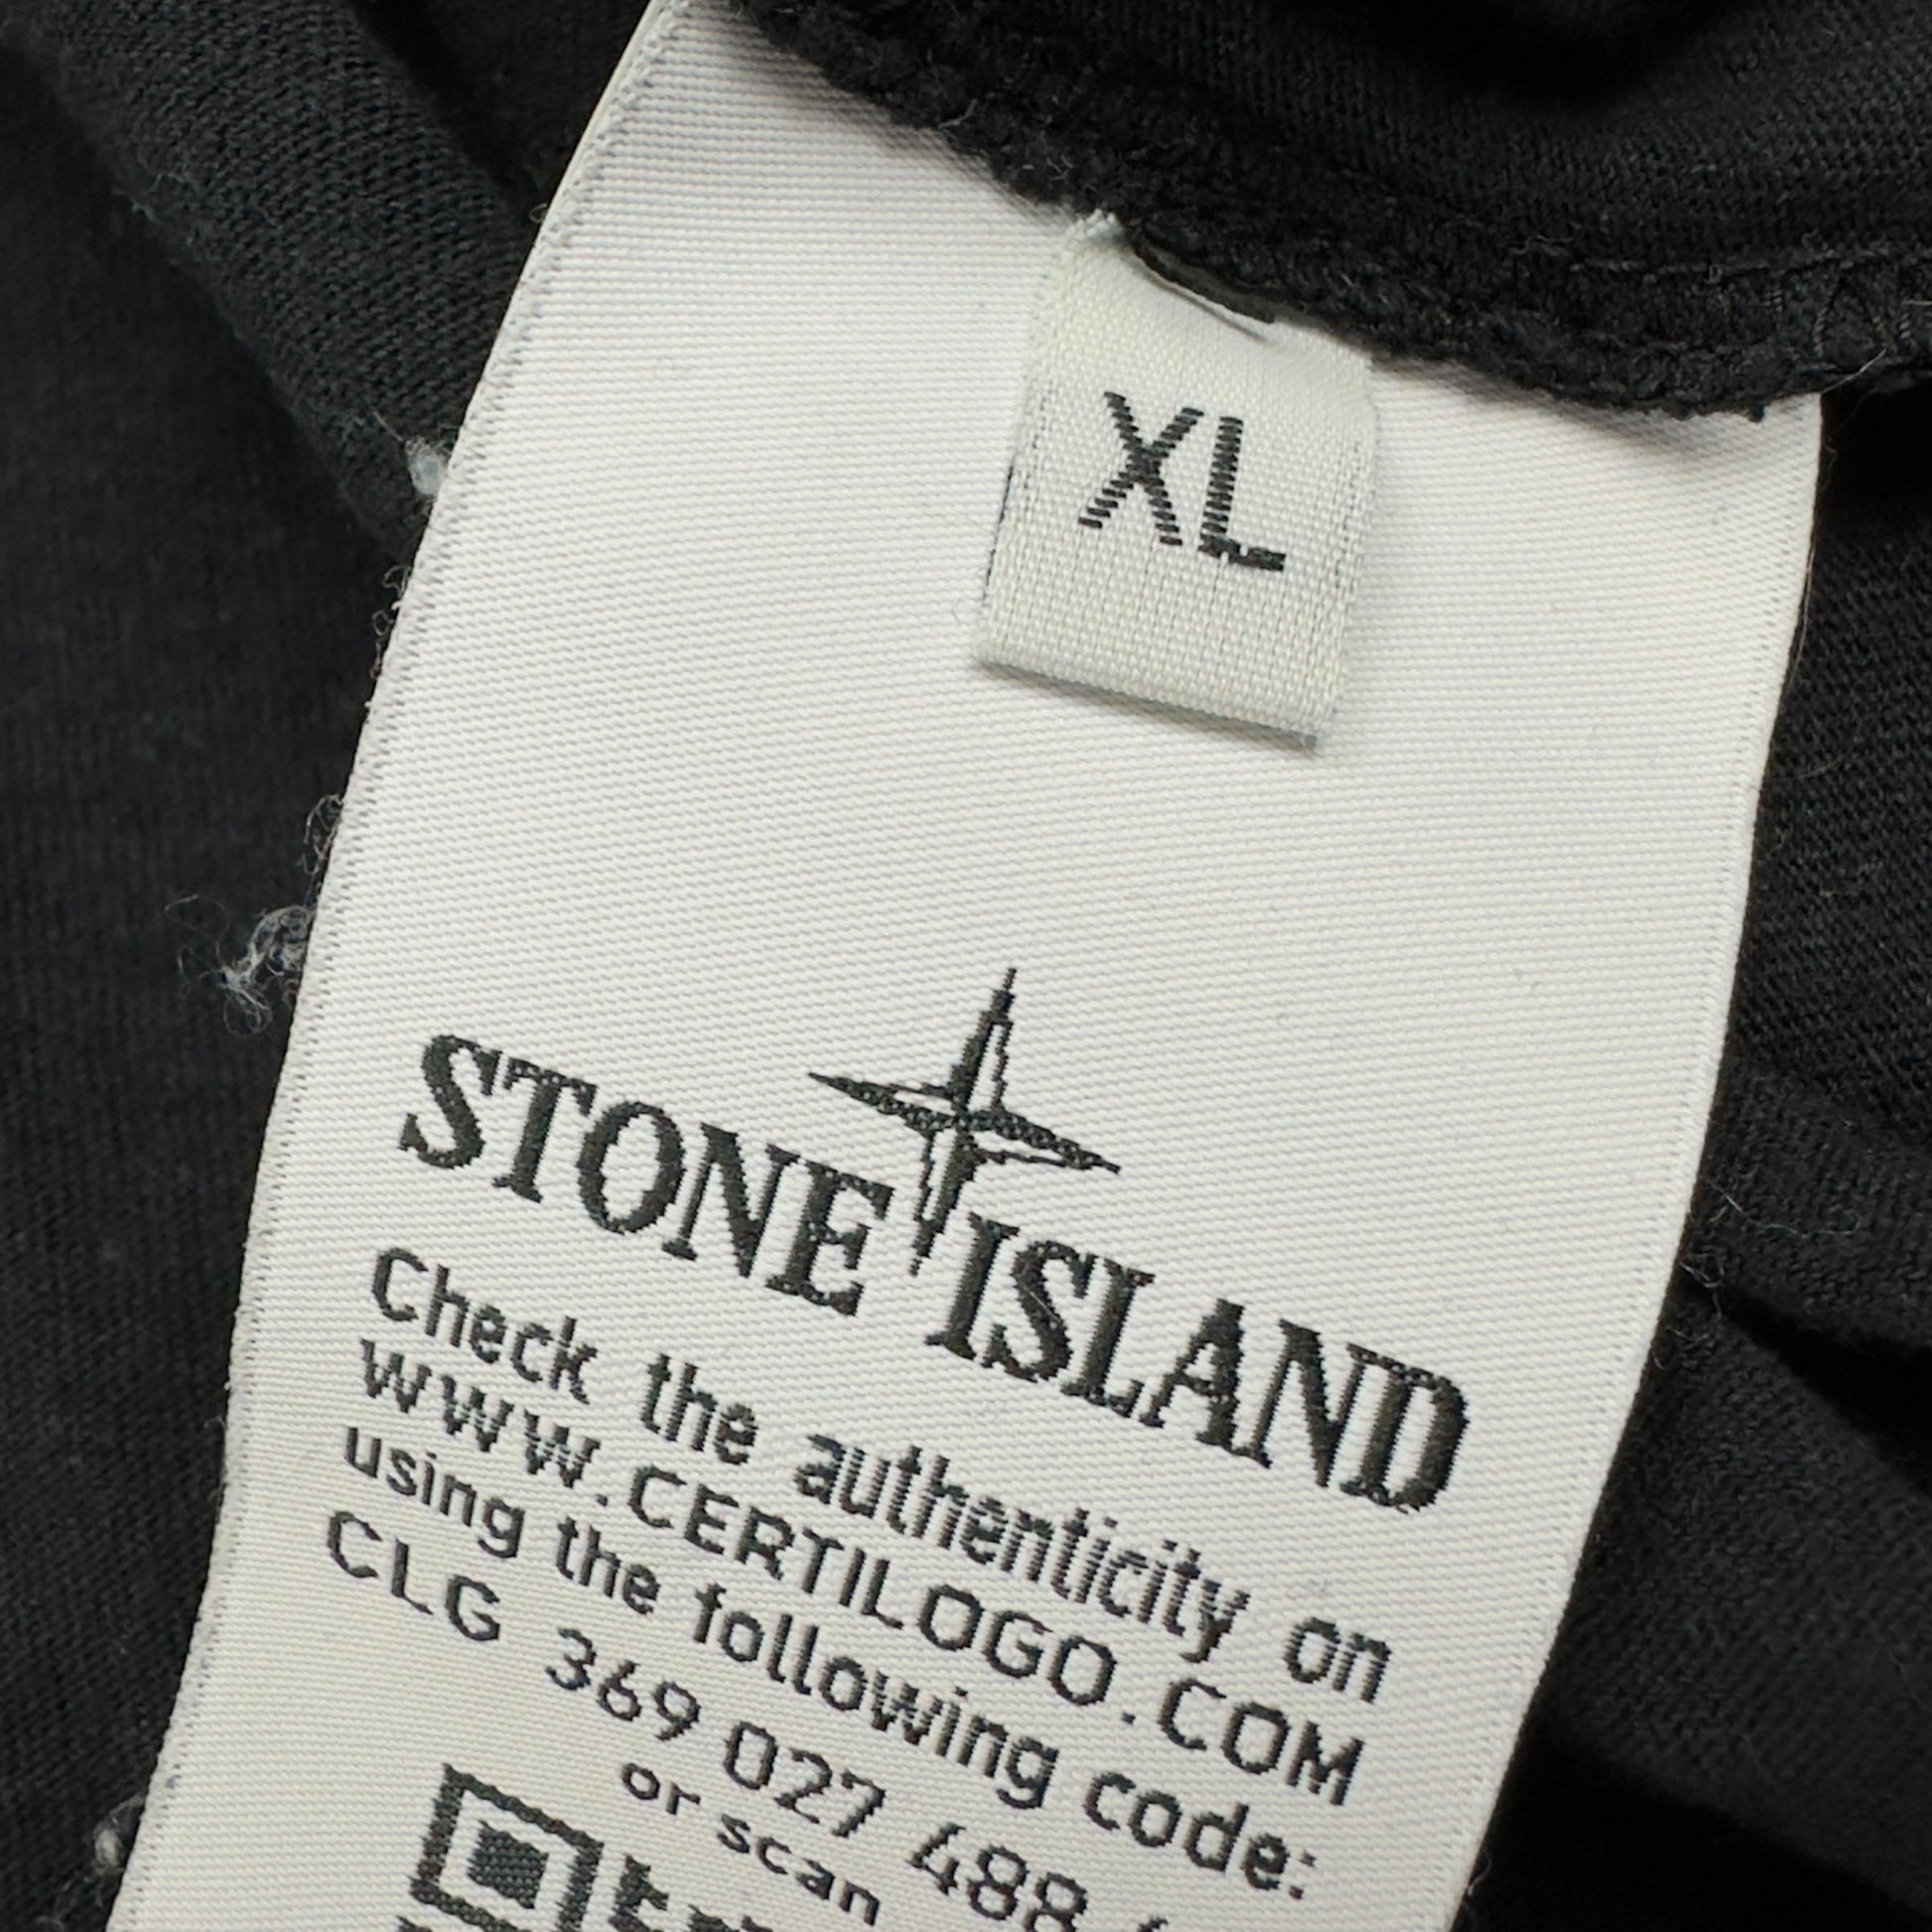 XL
STONE ISLAND
Check the authenticity on
WWW.CERTILOGO.COM
using the following code:
CLG 369 027 488
or scan